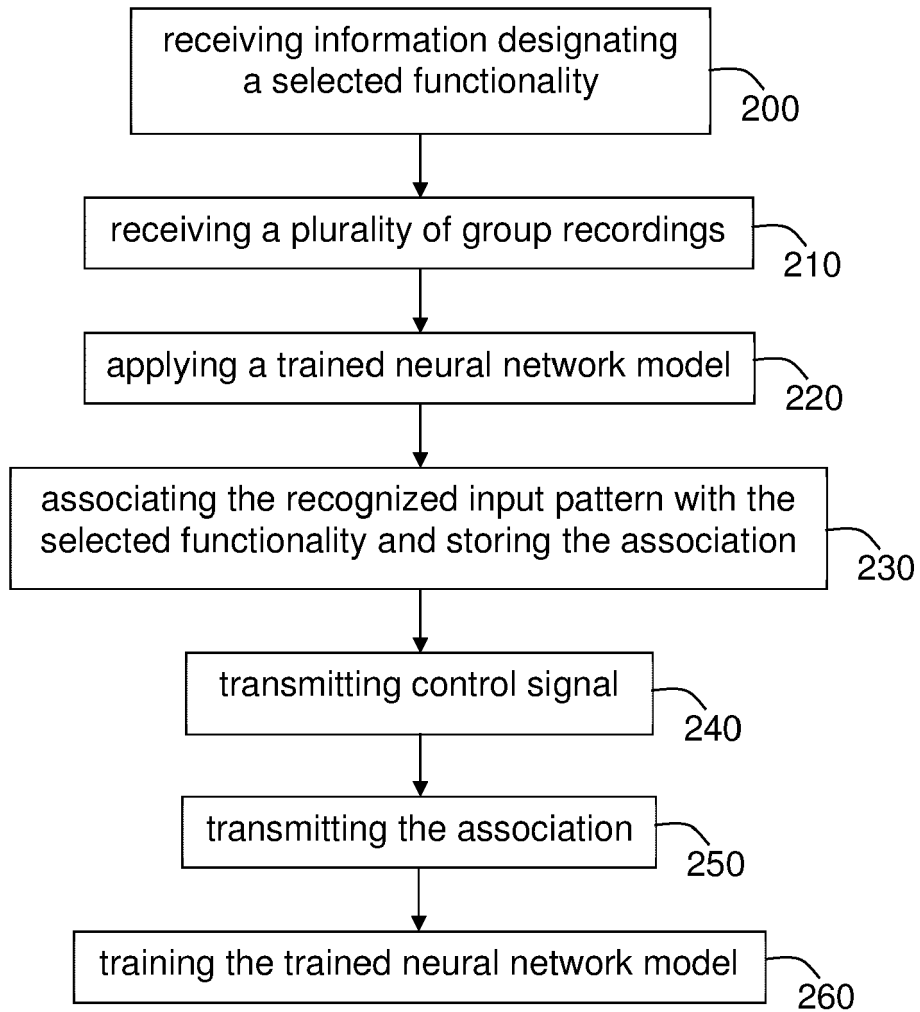 receiving information designating
a selected functionality
200
receiving a plurality of group recordings
210
applying a trained neural network model
220
associating the recognized input pattern with the
selected functionality and storing the association
230
transmitting control signal
240
transmitting the association
250
training the trained neural network model
260